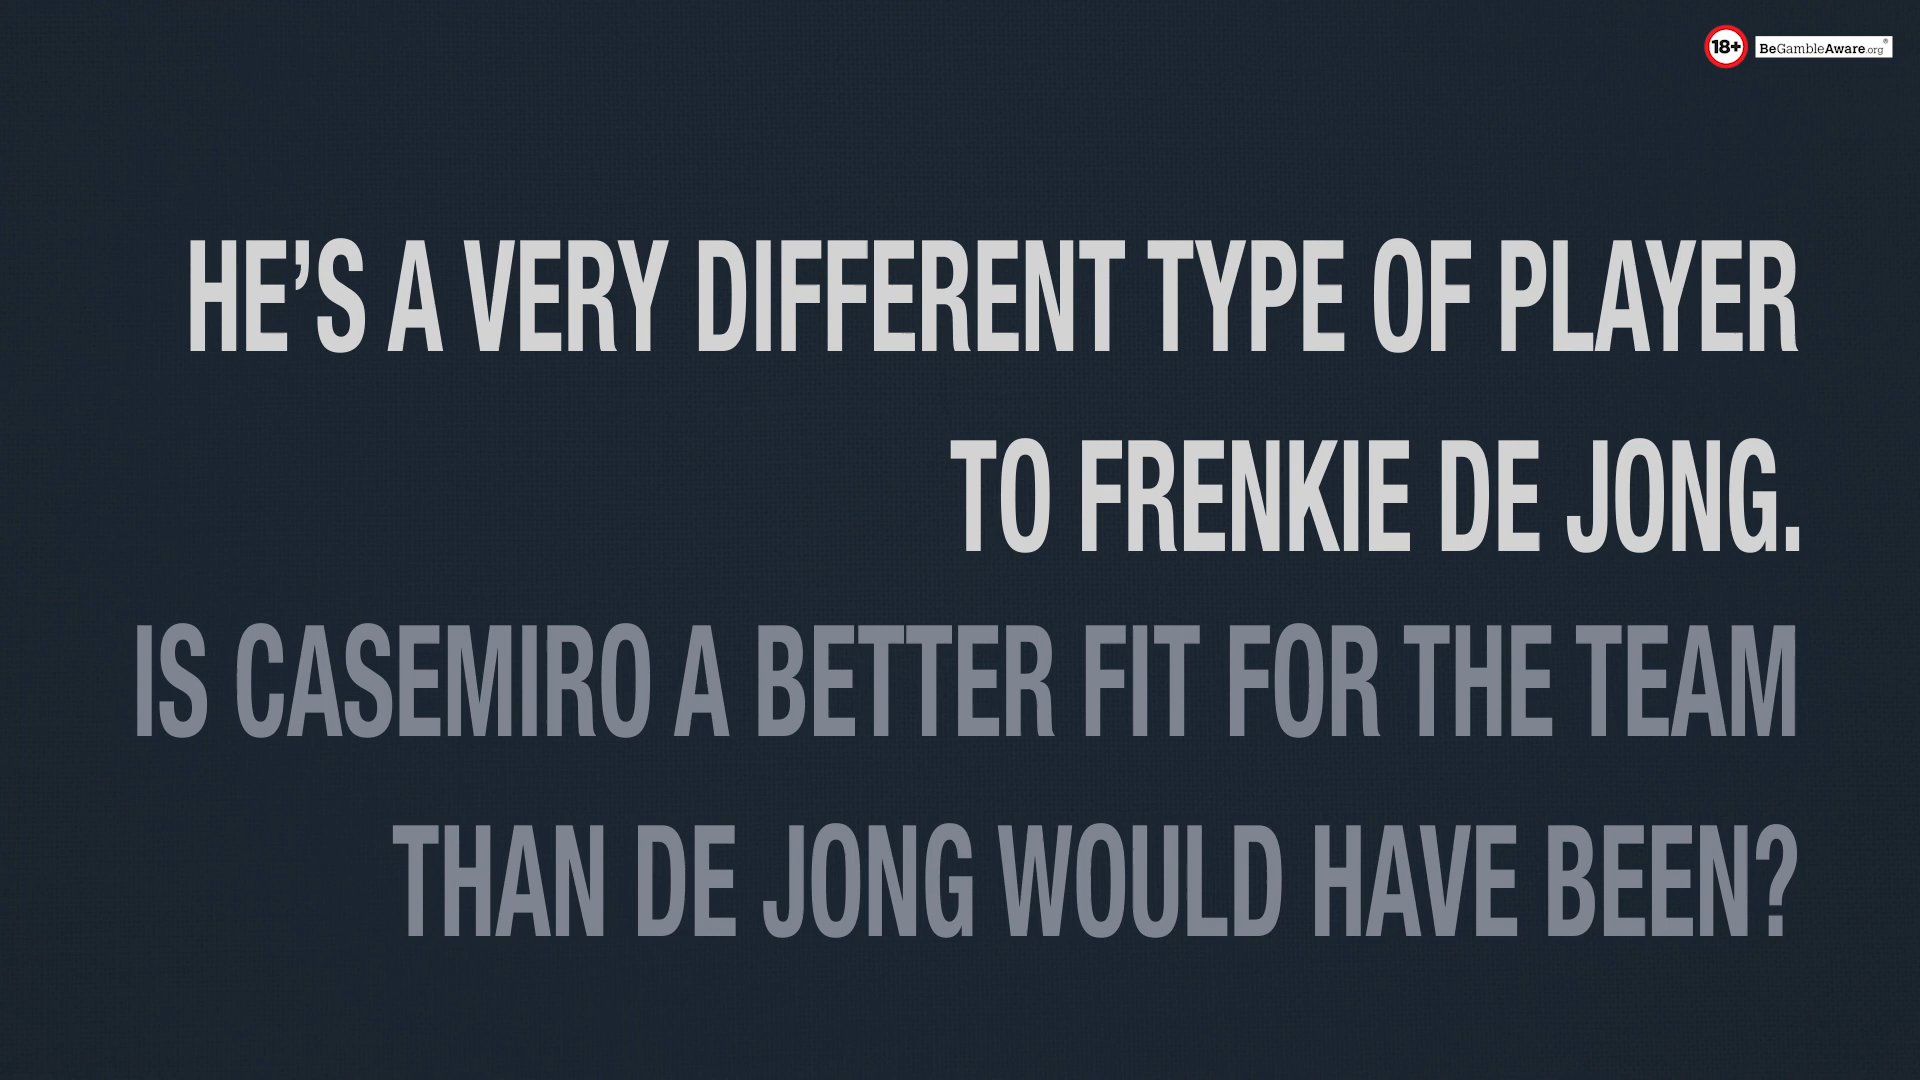 18+ BeGambleAware.org®
HE’S A VERY DIFFERENT TYPE OF PLAYER
TO FRENKIE DE JONG.
IS CASEMIRO A BETTER FIT FOR THE TEAM
THAN DE JONG WOULD HAVE BEEN?